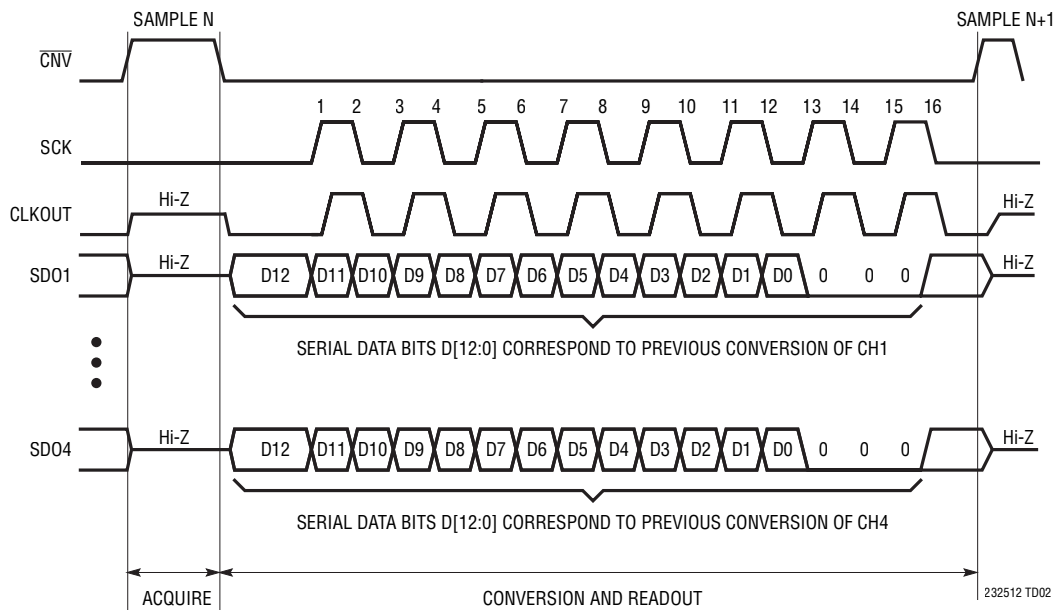 SAMPLE N
SAMPLE N+1
CNV
1 2 3 4 5 6 7 8 9 10 11 12 13 14 15 16
SCK
Hi-Z
Hi-Z
CLKOUT
SDO1
Hi-Z
D12 D11 D10 D9 D8 D7 D6 D5 D4 D3 D2 D1 D0 0 0 0
Hi-Z
SERIAL DATA BITS D[12:0] CORRESPOND TO PREVIOUS CONVERSION OF CH1
SDO4
Hi-Z
D12 D11 D10 D9 D8 D7 D6 D5 D4 D3 D2 D1 D0 0 0 0
Hi-Z
SERIAL DATA BITS D[12:0] CORRESPOND TO PREVIOUS CONVERSION OF CH4
ACQUIRE
CONVERSION AND READOUT
232512 TD02